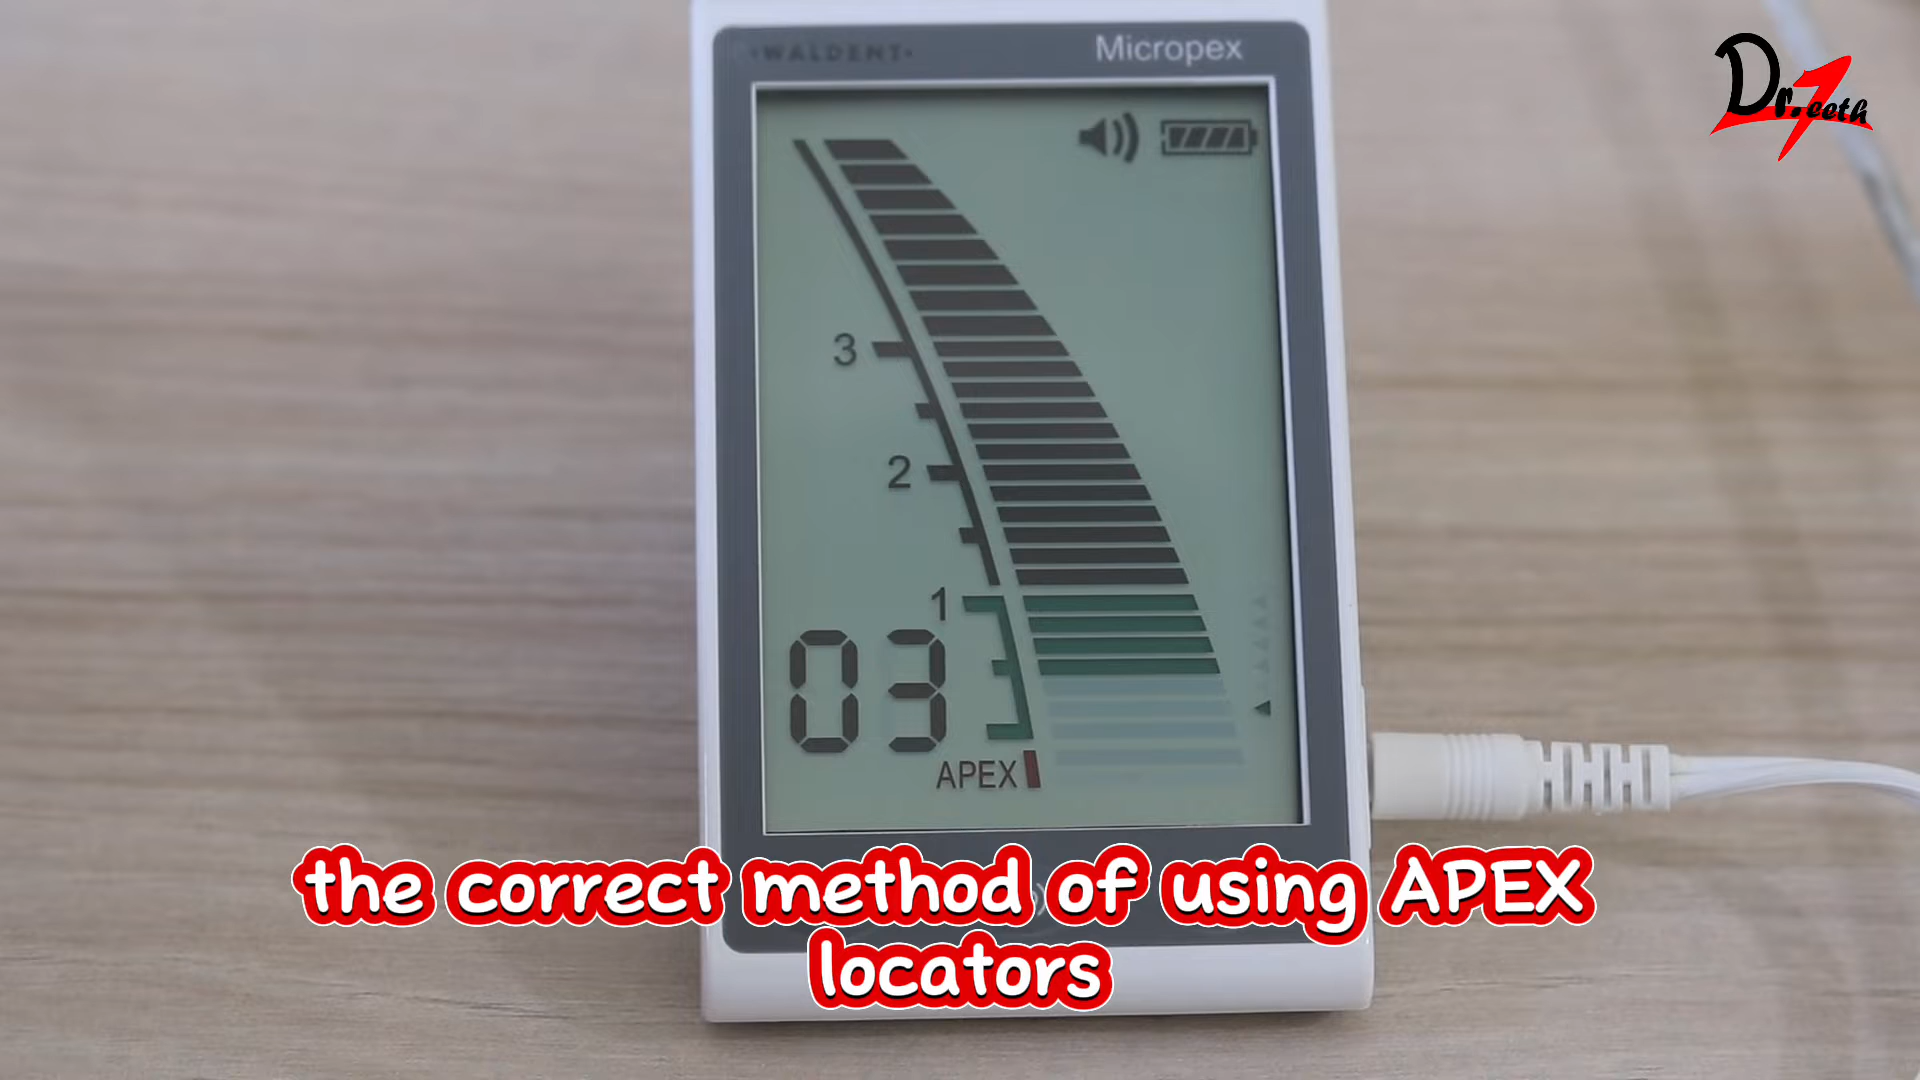 WALDENT
Micropex
Dr. Teeth
3
2
1
03
APEX
the correct method of using APEX
locators